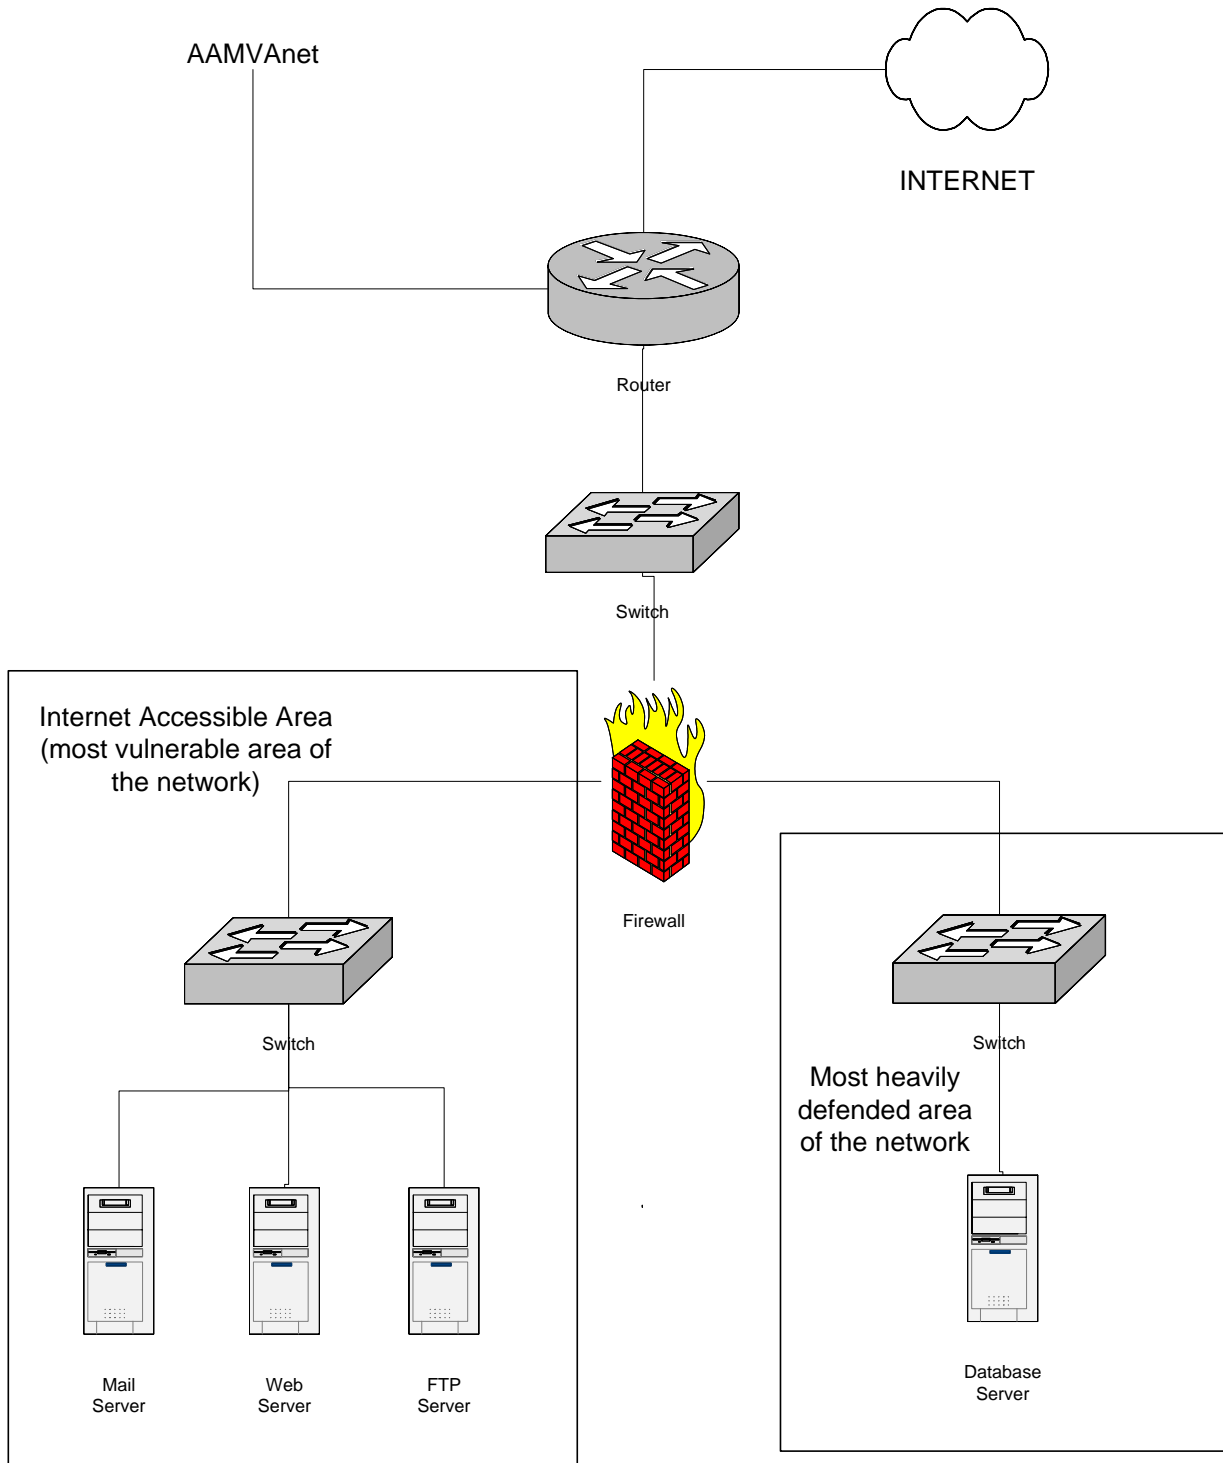 AAMVAnet
INTERNET
Router
Switch
Internet Accessible Area
(most vulnerable area of
the network)
Firewall
Switch
Switch
Most heavily
defended area
of the network
Mail
Server
Web
Server
FTP
Server
Database
Server